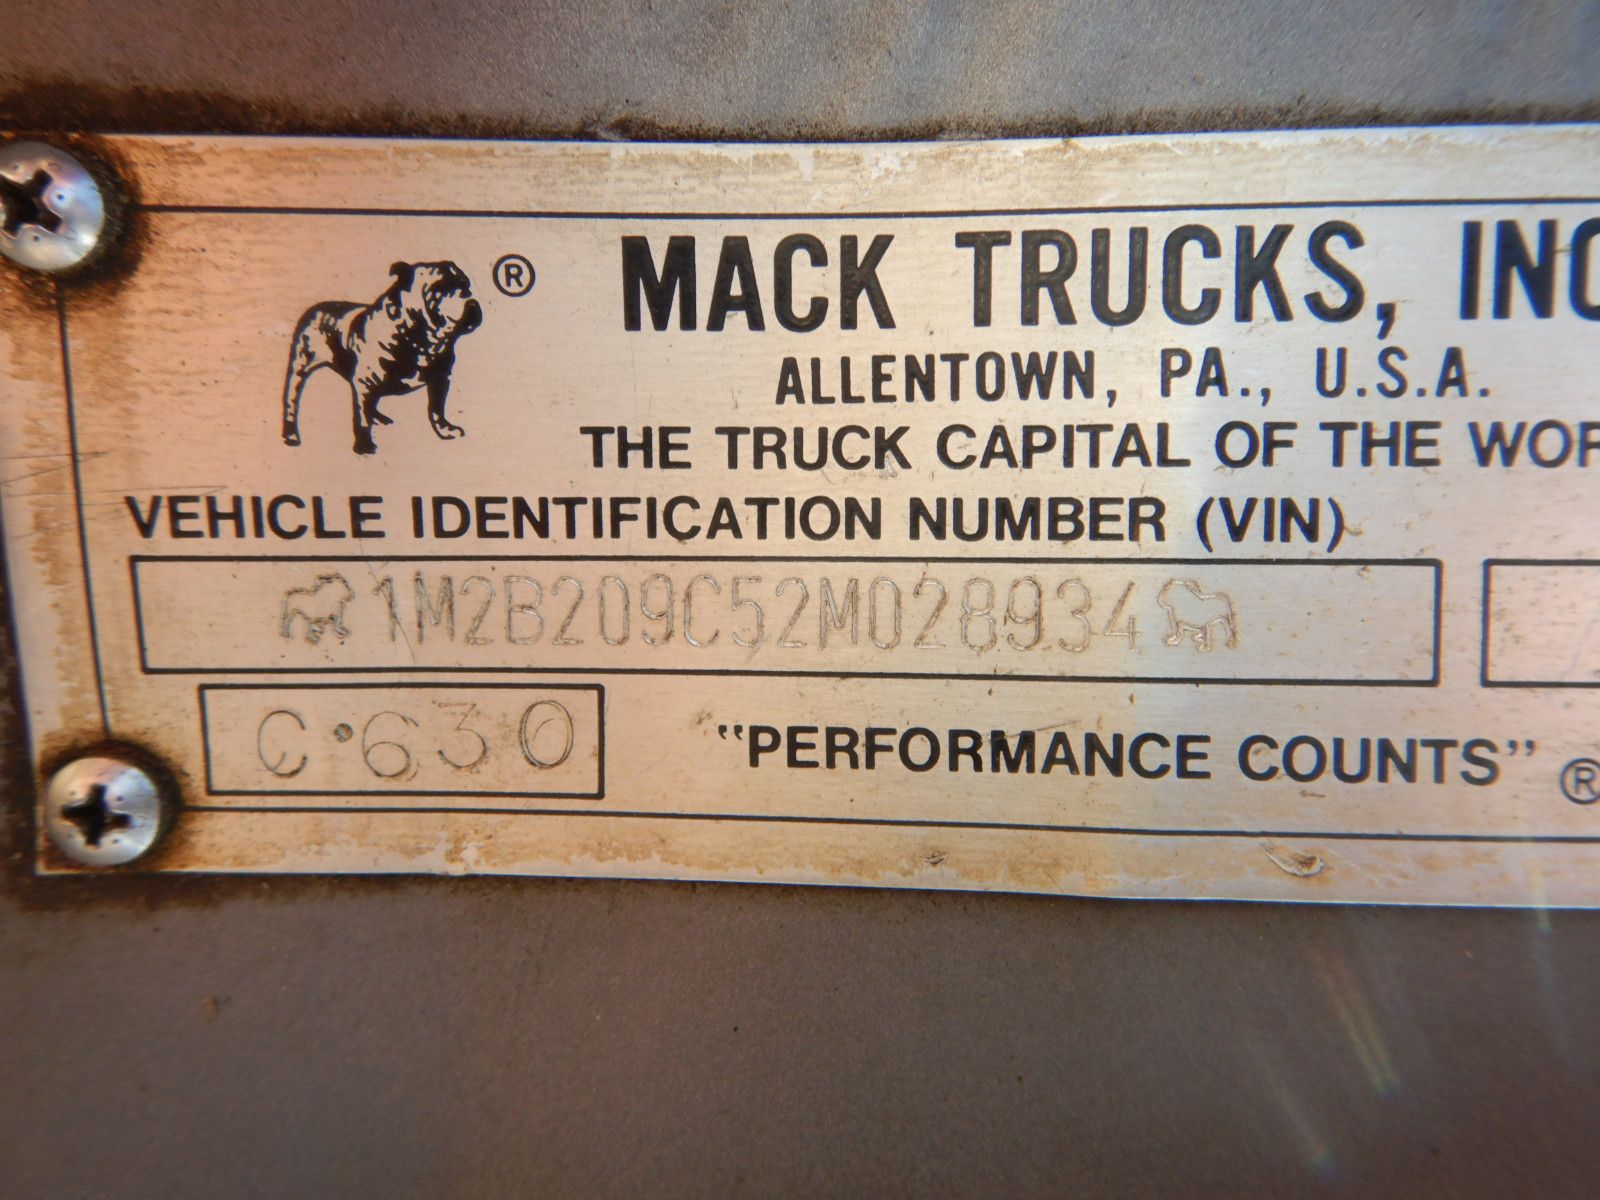 ®
MACK TRUCKS, INC
ALLENTOWN, PA., U.S.A.
THE TRUCK CAPITAL OF THE WOR
VEHICLE IDENTIFICATION NUMBER (VIN)
1M2B209C52M028934
C·630
"PERFORMANCE COUNTS" ®